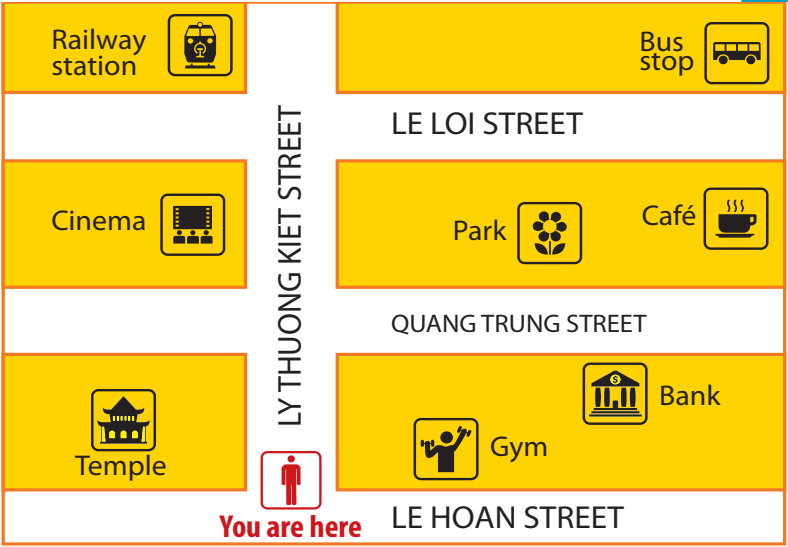 Railway
station
Bus
stop
LE LOI STREET
LY THUONG KIET STREET
Cinema
Park
Café
QUANG TRUNG STREET
Temple
Gym
Bank
$
You are here
LE HOAN STREET